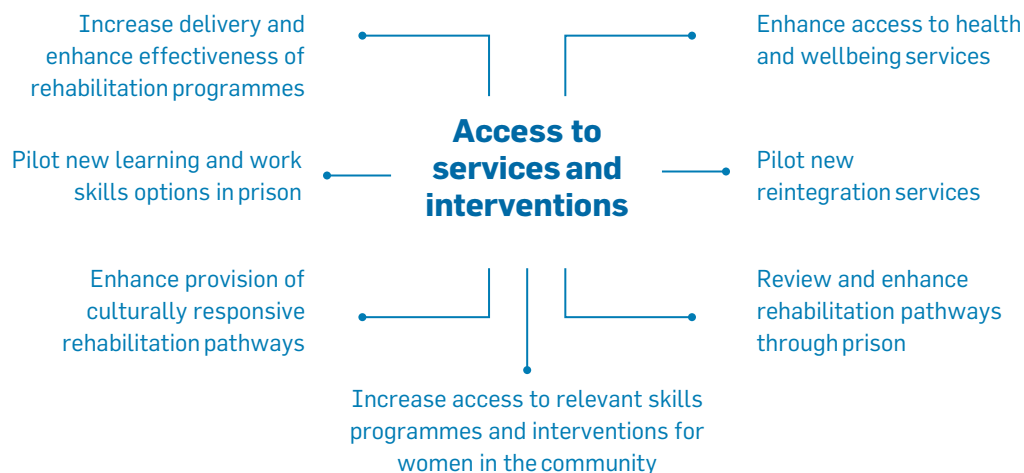 Increase delivery and
enhance effectiveness of
rehabilitation programmes
Enhance access to health
and wellbeing services
Access to
services and
interventions
Pilot new learning and work
skills options in prison
Pilot new
reintegration services
Enhance provision of
culturally responsive
rehabilitation pathways
Review and enhance
rehabilitation pathways
through prison
Increase access to relevant skills
programmes and interventions for
women in the community